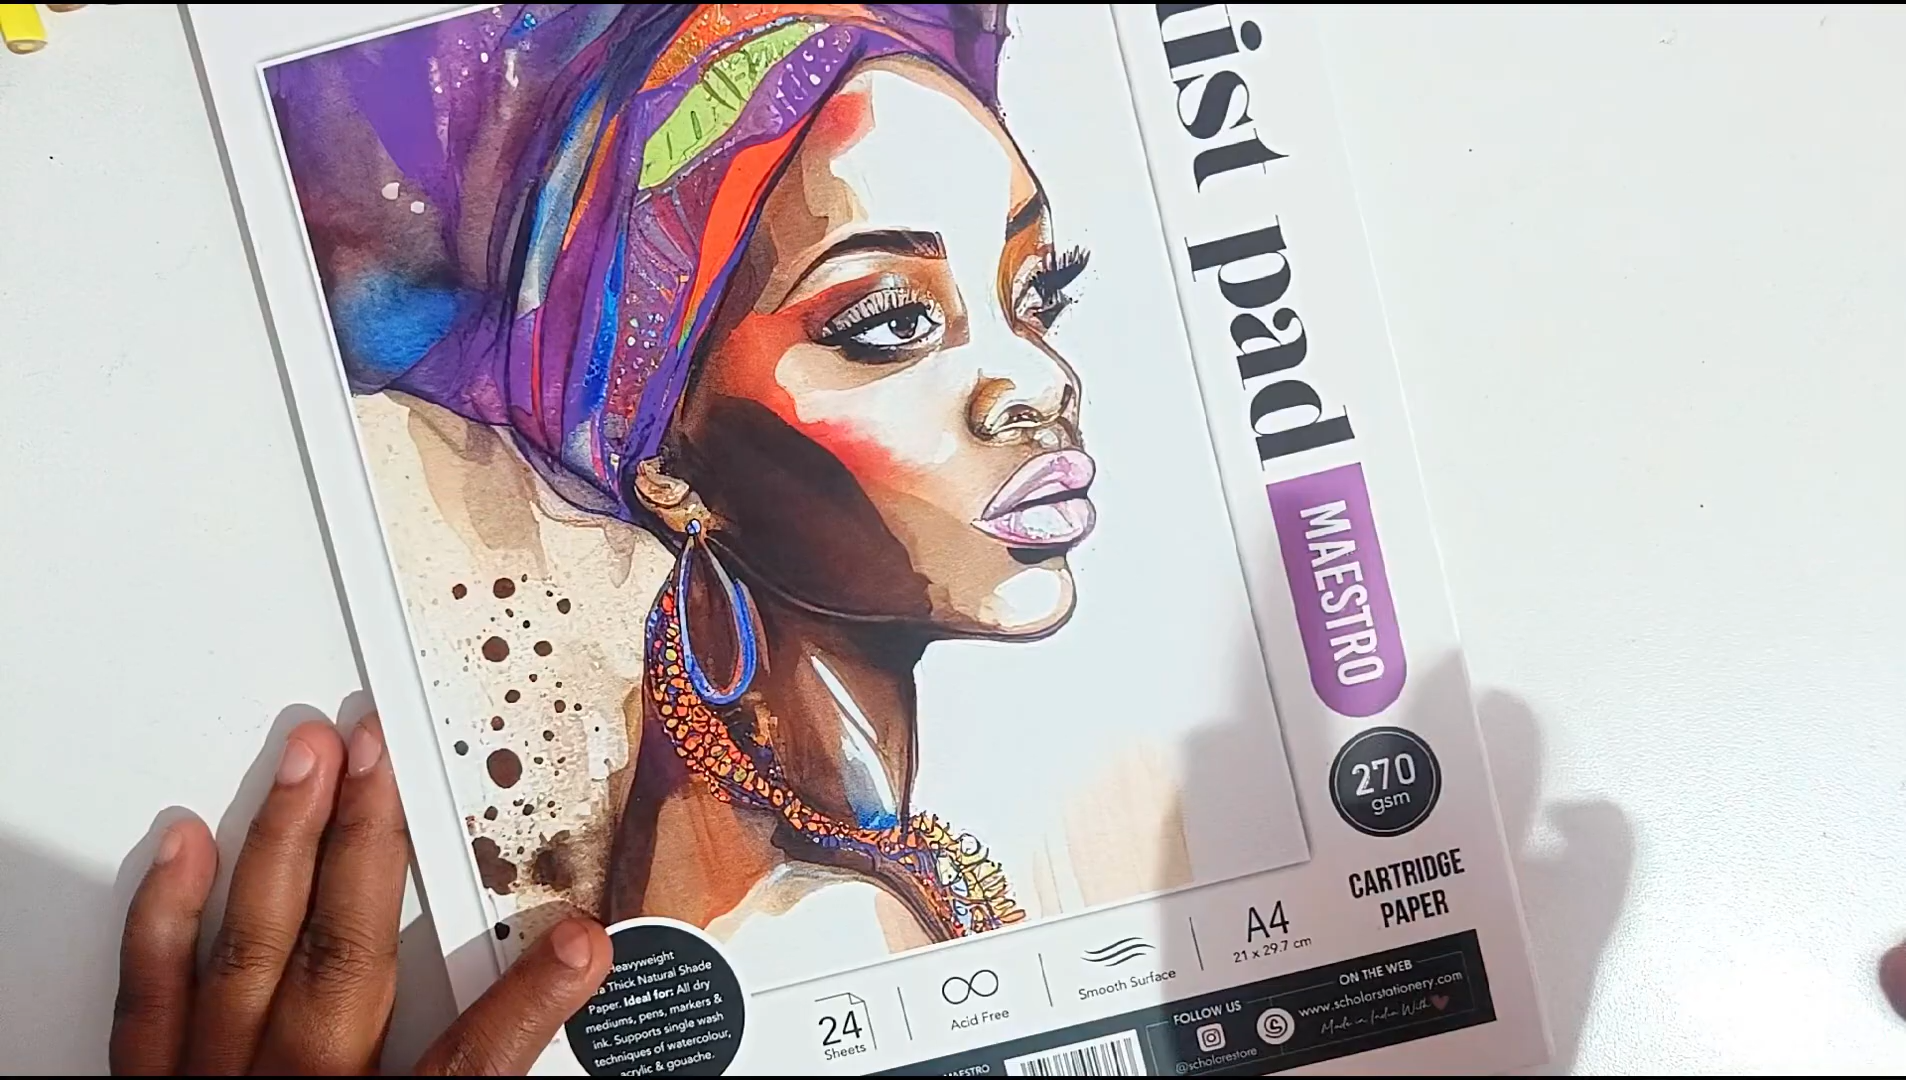 tist pad
MAESTRO
270
gsm
CARTRIDGE
PAPER
Heavyweight
Thick Natural Shade
Paper. Ideal for: All dry
mediums, pens, markers &
ink. Supports single wash
techniques of watercolour,
acrylic & gouache.
24
Sheets
Acid Free
Smooth Surface
A4
21 x 29.7 cm
MAESTRO
FOLLOW US
@scholarstore
ON THE WEB
www.scholarstationery.com
Made in India With